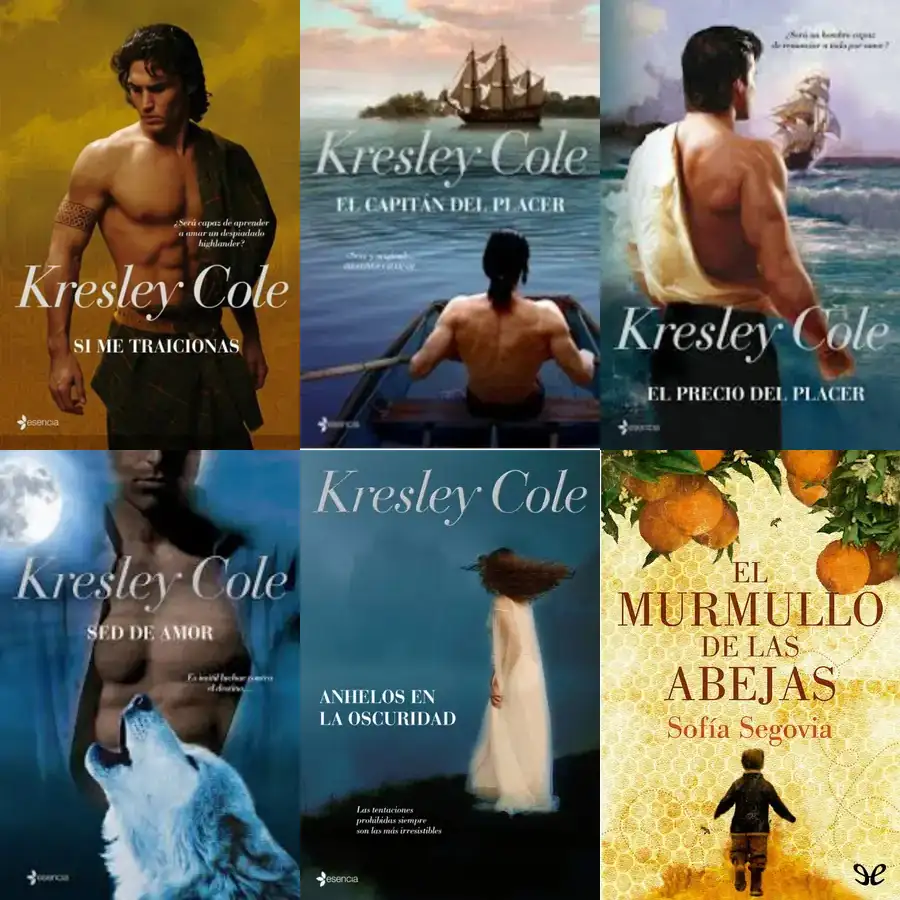 ¿Será capaz de aprender
a amar un despiadado
highlander?
Kresley Cole
SI ME TRAICIONAS
esencia
Kresley Cole
EL CAPITÁN DEL PLACER
esencia
¿Será un hombre capaz
de renunciar a todo por amor?
Kresley Cole
EL PRECIO DEL PLACER
esencia
Kresley Cole
SED DE AMOR
Es inútil luchar contra
el destino...
esencia
Kresley Cole
ANHELOS EN
LA OSCURIDAD
Las tentaciones
prohibidas siempre
son las más irresistibles
esencia
EL
MURMULLO
DE LAS
ABEJAS
Sofía Segovia